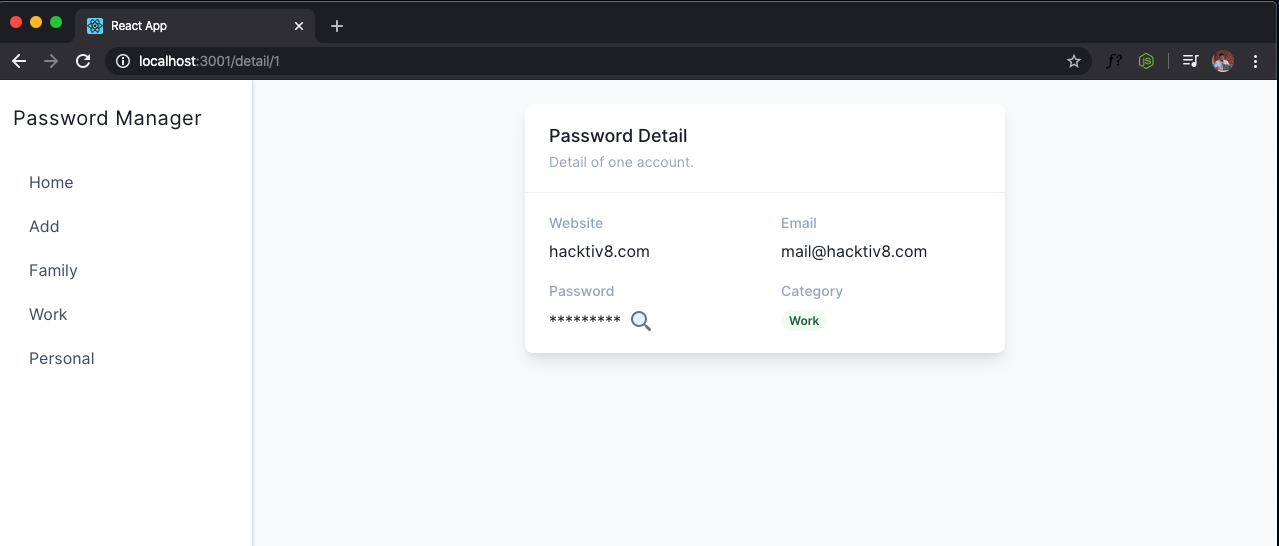 React App
localhost:3001/detail/1
f?
JS
Password Manager
Home
Add
Family
Work
Personal
Password Detail
Detail of one account.
Website
Email
hacktiv8.com
mail@hacktiv8.com
Password
Category
*********
Work